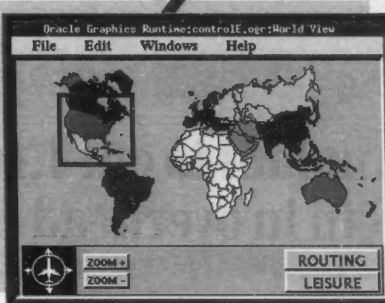 Oracle Graphics Runtime:controlE.ogr:World View
File Edit Windows Help
ZOOM +
ZOOM -
ROUTING
LEISURE